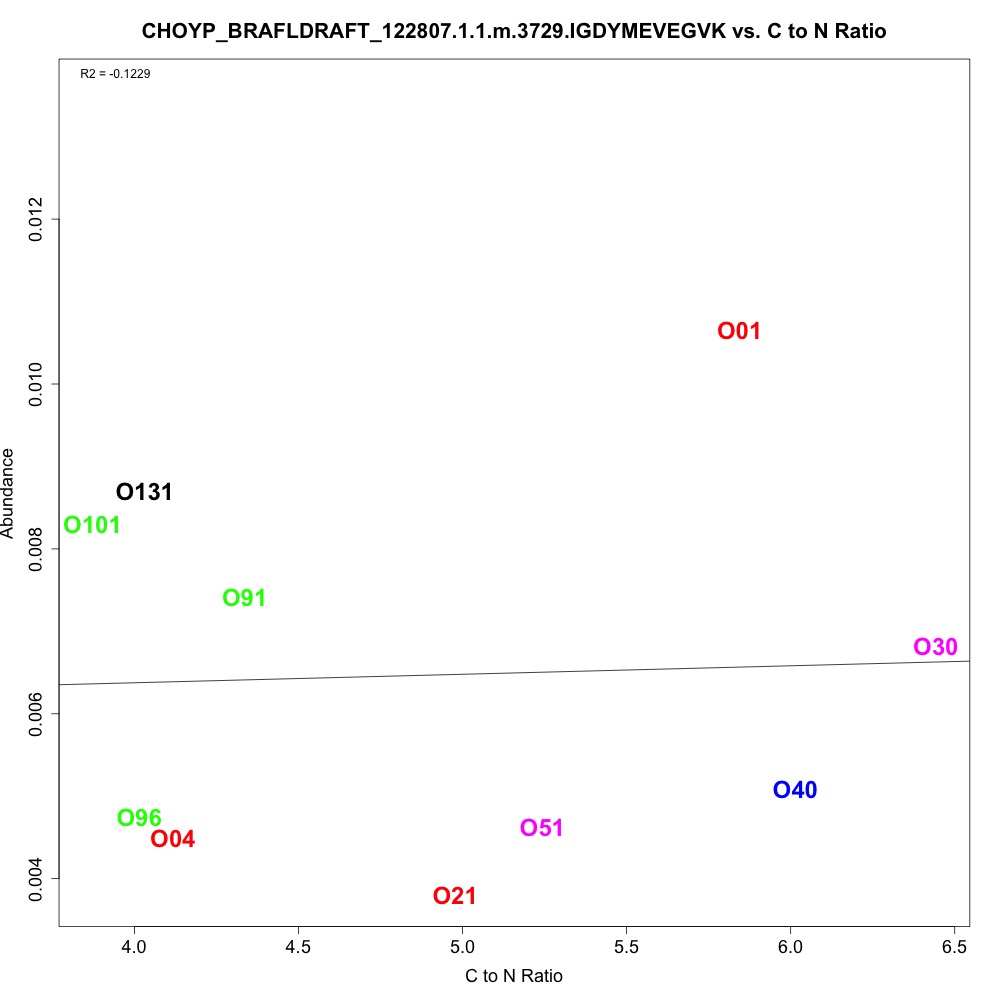 CHOYP_BRAFLDRAFT_122807.1.1.m.3729.IGDYMEVEGVK vs. C to N Ratio
R2 = -0.1229
0.012
O01
0.010
Abundance
O131
O101
0.008
O91
O30
0.006
O40
O96
O51
O04
0.004
O21
4.0 4.5 5.0 5.5 6.0 6.5
C to N Ratio